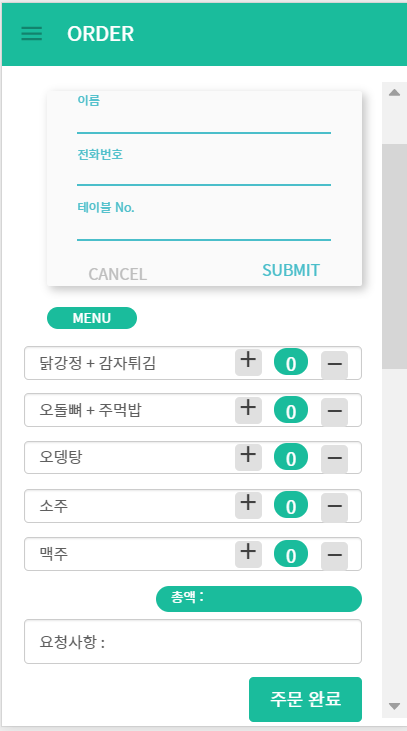 ORDER
이름
전화번호
테이블 No.
CANCEL SUBMIT
MENU
닭강정 + 감자튀김 + 0 −
오돌뼈 + 주먹밥 + 0 −
오뎅탕 + 0 −
소주 + 0 −
맥주 + 0 −
총액 :
요청사항 :
주문 완료